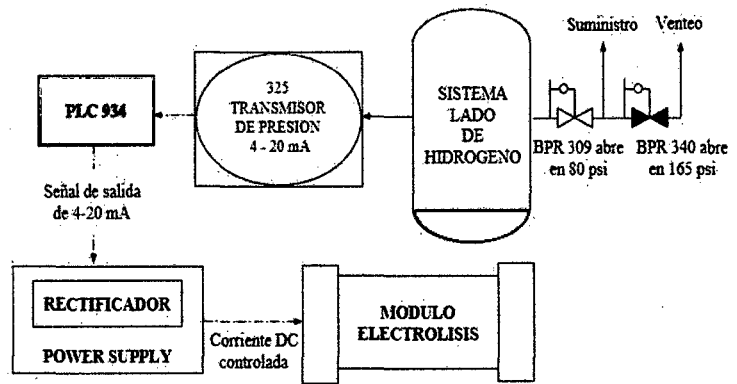 Suministro
Venteo
325
TRANSMISOR
DE PRESION
4 - 20 mA
PLC 934
SISTEMA
LADO
DE
HIDROGENO
BPR 309 abre
en 80 psi
BPR 340 abre
en 165 psi
Señal de salida
de 4-20 mA
RECTIFICADOR
POWER SUPPLY
Corriente DC
controlada
MODULO
ELECTROLISIS